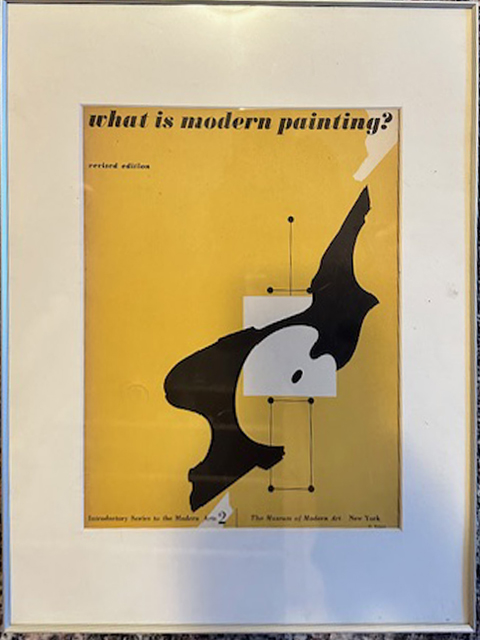 what is modern painting?
revised edition
Introductory Series to the Modern Arts 2 The Museum of Modern Art New York